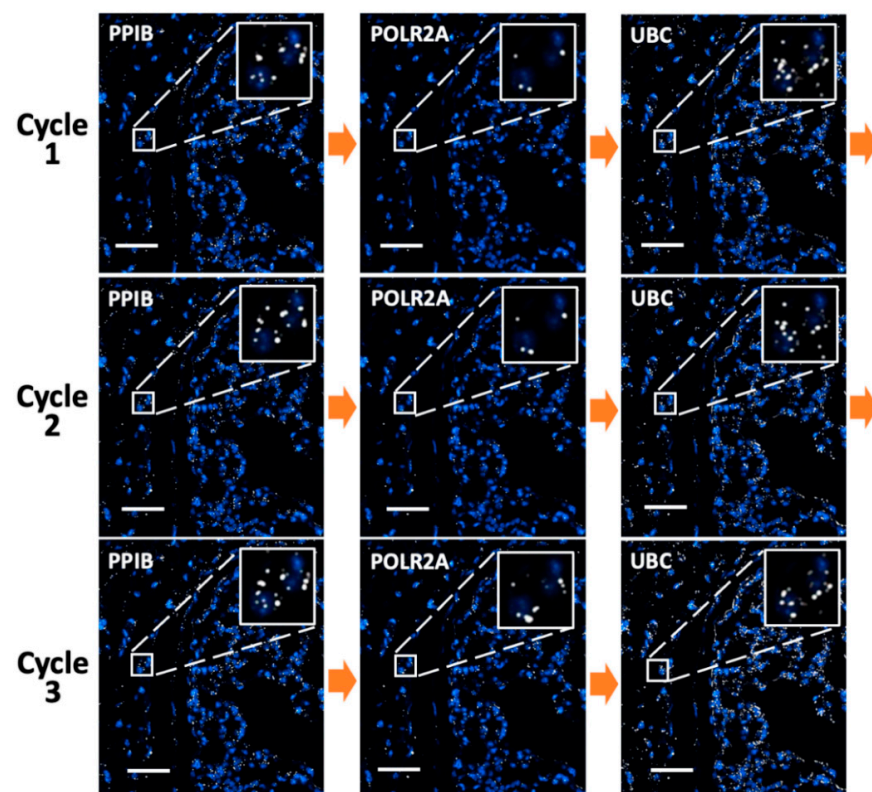 PPIB
POLR2A
UBC
Cycle
1
PPIB
POLR2A
UBC
Cycle
2
PPIB
POLR2A
UBC
Cycle
3